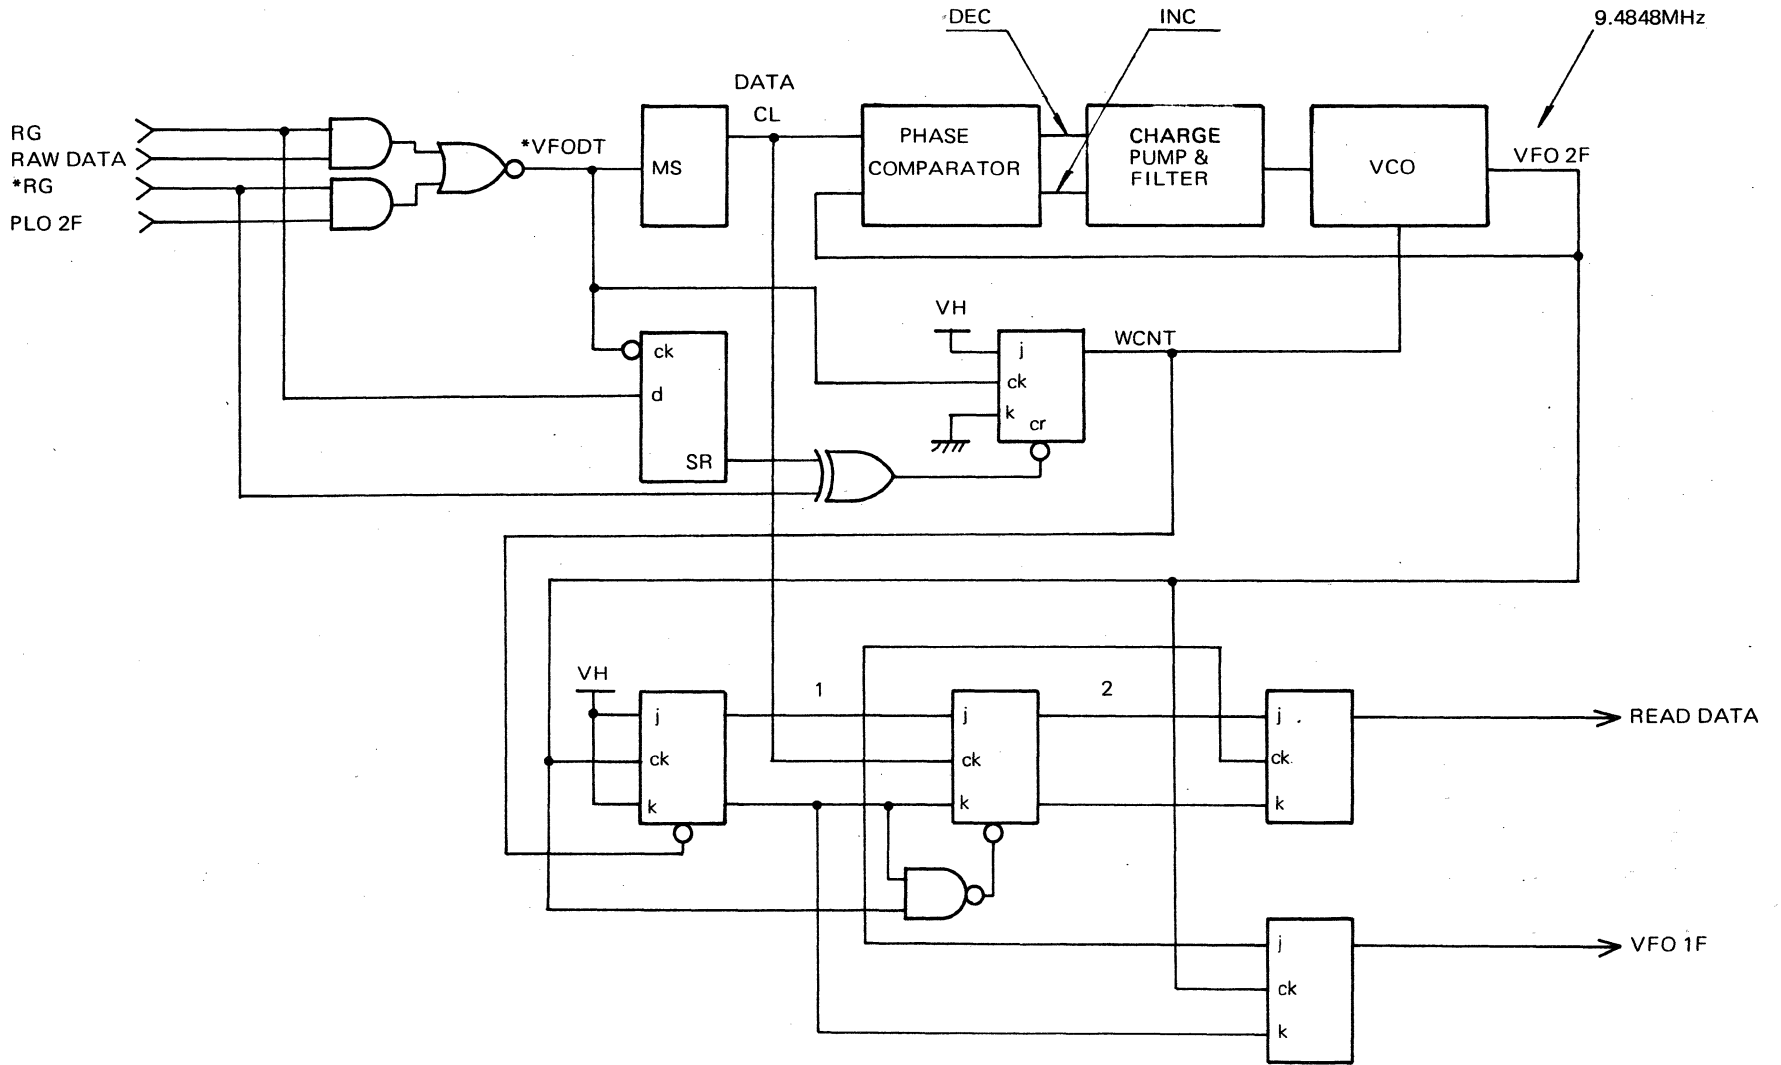 DEC
INC
9.4848MHz
DATA
CL
RG
RAW DATA
*RG
PLO 2F
*VFODT
MS
PHASE
COMPARATOR
CHARGE
PUMP &
FILTER
VCO
VFO 2F
VH
WCNT
j
ck
k
cr
ck
d
SR
VH
1
2
j
ck
k
j
ck
k
j
ck
k
READ DATA
j
ck
k
VFO 1F